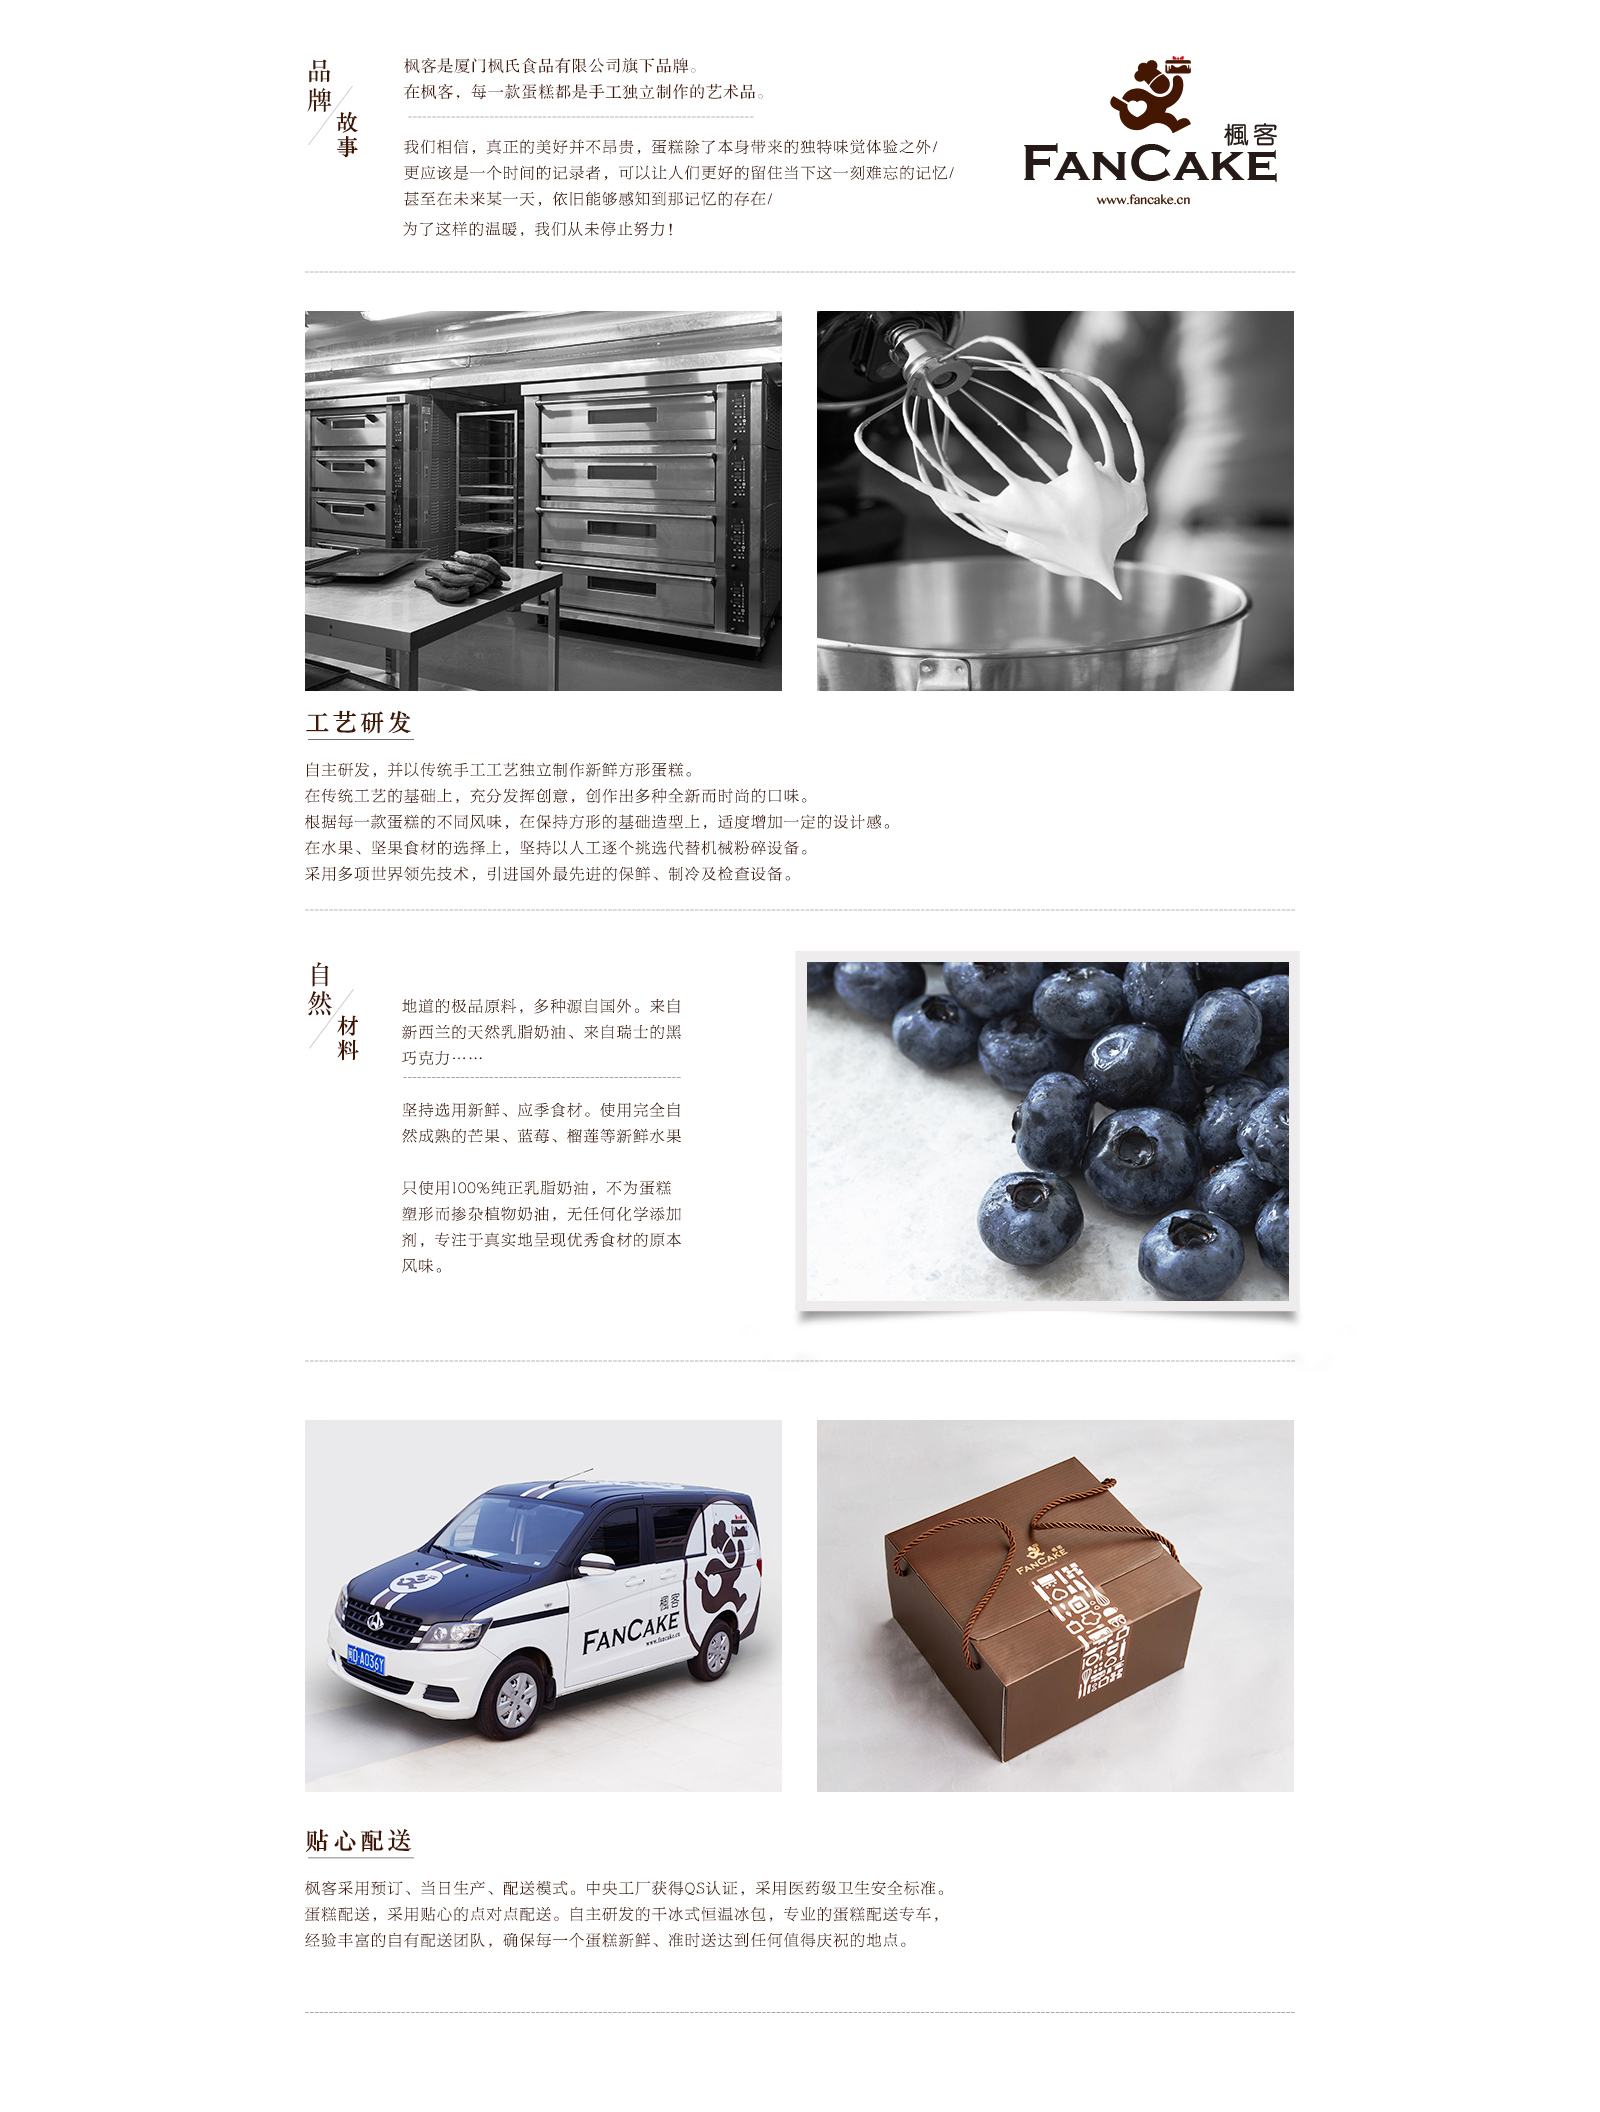 品牌
故事
枫客是厦门枫氏食品有限公司旗下品牌。
在枫客，每一款蛋糕都是手工独立制作的艺术品。
我们相信，真正的美好并不昂贵，蛋糕除了本身带来的独特味觉体验之外/
更应该是一个时间的记录者，可以让人们更好的留住当下这一刻难忘的记忆/
甚至在未来某一天，依旧能够感知到那记忆的存在/
为了这样的温暖，我们从未停止努力！
楓客
FANCAKE
www.fancake.cn
工艺研发
自主研发，并以传统手工工艺独立制作新鲜方形蛋糕。
在传统工艺的基础上，充分发挥创意，创作出多种全新而时尚的口味。
根据每一款蛋糕的不同风味，在保持方形的基础造型上，适度增加一定的设计感。
在水果、坚果食材的选择上，坚持以人工逐个挑选代替机械粉碎设备。
采用多项世界领先技术，引进国外最先进的保鲜、制冷及检查设备。
自然
材料
地道的极品原料，多种源自国外。来自
新西兰的天然乳脂奶油、来自瑞士的黑
巧克力……
坚持选用新鲜、应季食材。使用完全自
然成熟的芒果、蓝莓、榴莲等新鲜水果
只使用100%纯正乳脂奶油，不为蛋糕
塑形而掺杂植物奶油，无任何化学添加
剂，专注于真实地呈现优秀食材的原本
风味。
楓客
FANCAKE
www.fancake.cn
D·A036Y
楓客
FANCAKE
贴心配送
枫客采用预订、当日生产、配送模式。中央工厂获得QS认证，采用医药级卫生安全标准。
蛋糕配送，采用贴心的点对点配送。自主研发的干冰式恒温冰包，专业的蛋糕配送专车，
经验丰富的自有配送团队，确保每一个蛋糕新鲜、准时送达到任何值得庆祝的地点。